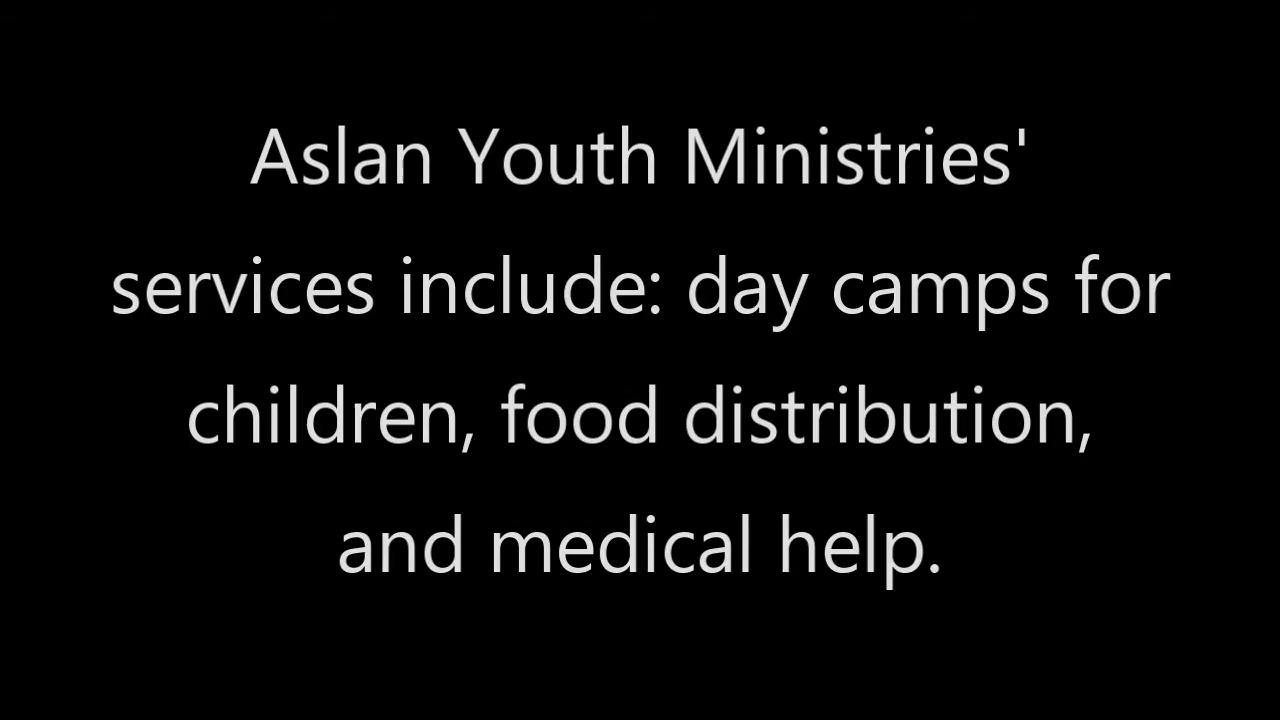 Aslan Youth Ministries'
services include: day camps for
children, food distribution,
and medical help.